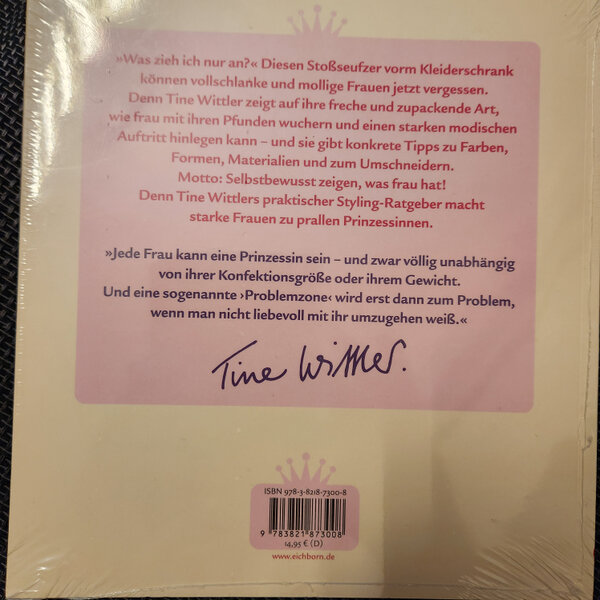 »Was zieh ich nur an?« Diesen Stoßseufzer vorm Kleiderschrank
können vollschlanke und mollige Frauen jetzt vergessen.
Denn Tine Wittler zeigt auf ihre freche und zupackende Art,
wie frau mit ihren Pfunden wuchern und einen starken modischen
Auftritt hinlegen kann – und sie gibt konkrete Tipps zu Farben,
Formen, Materialien und zum Umschneidern.
Motto: Selbstbewusst zeigen, was frau hat!
Denn Tine Wittlers praktischer Styling-Ratgeber macht
starke Frauen zu prallen Prinzessinnen.
»Jede Frau kann eine Prinzessin sein – und zwar völlig unabhängig
von ihrer Konfektionsgröße oder ihrem Gewicht.
Und eine sogenannte ›Problemzone‹ wird erst dann zum Problem,
wenn man nicht liebevoll mit ihr umzugehen weiß.«
Tine Wittler.
ISBN 978-3-8218-7300-8
9 783821 873008
14,95 € (D)
www.eichborn.de